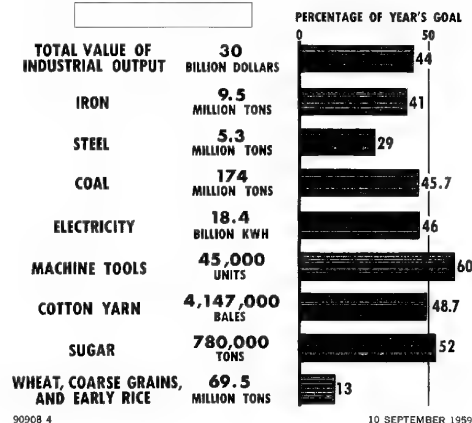 PERCENTAGE OF YEAR'S GOAL
0 50
TOTAL VALUE OF INDUSTRIAL OUTPUT 30 BILLION DOLLARS 44
IRON 9.5 MILLION TONS 41
STEEL 5.3 MILLION TONS 29
COAL 174 MILLION TONS 45.7
ELECTRICITY 18.4 BILLION KWH 46
MACHINE TOOLS 45,000 UNITS 60
COTTON YARN 4,147,000 BALES 48.7
SUGAR 780,000 TONS 52
WHEAT, COARSE GRAINS, AND EARLY RICE 69.5 MILLION TONS 13
90908 4 10 SEPTEMBER 1959